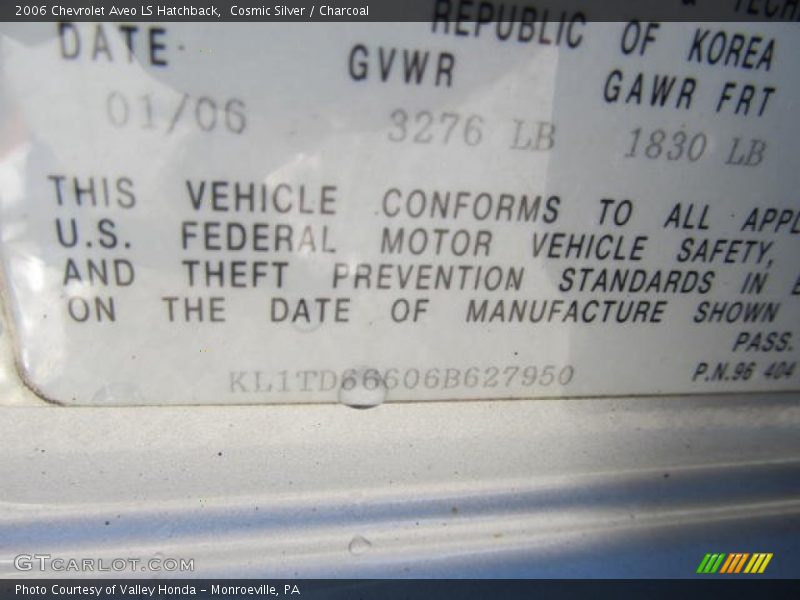 2006 Chevrolet Aveo LS Hatchback,  Cosmic Silver / Charcoal
REPUBLIC OF KOREA
DATE GVWR GAWR FRT
01/06 3276 LB 1830 LB
THIS VEHICLE CONFORMS TO ALL
U.S. FEDERAL MOTOR VEHICLE SAFETY,
AND THEFT PREVENTION STANDARDS IN
ON THE DATE OF MANUFACTURE SHOWN
PASS.
KL1TD66606B627950 P.N.96 404
GTCARLOT.COM
Photo Courtesy of Valley Honda - Monroeville, PA